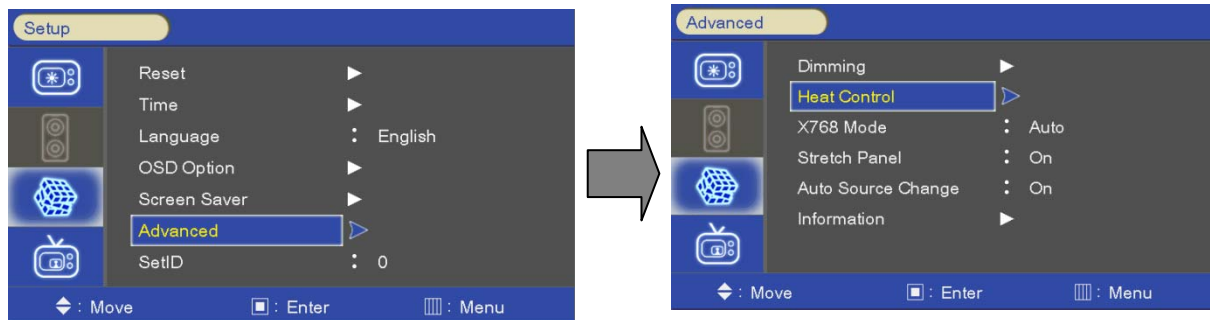 Setup
Reset
Time
Language : English
OSD Option
Screen Saver
Advanced
SetID : 0
: Move : Enter : Menu
Advanced
Dimming
Heat Control
X768 Mode : Auto
Stretch Panel : On
Auto Source Change : On
Information
: Move : Enter : Menu